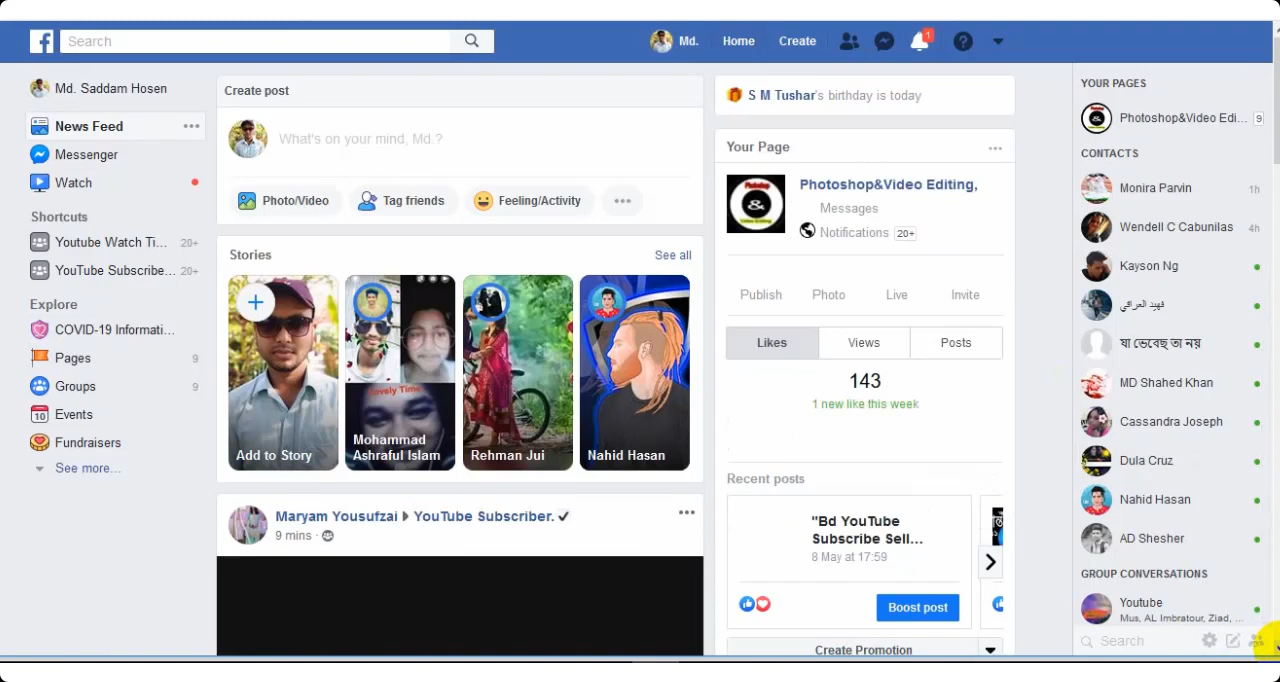 Search
Md.
Home
Create
1
Md. Saddam Hosen
News Feed
Messenger
Watch
Shortcuts
Youtube Watch Ti... 20+
YouTube Subscribe... 20+
Explore
COVID-19 Informati...
Pages 9
Groups 9
10 Events
Fundraisers
See more...
Create post
What's on your mind, Md.?
Photo/Video
Tag friends
Feeling/Activity
Stories
See all
Add to Story
Lovely Time
Mohammad
Ashraful Islam
Rehman Jui
Nahid Hasan
Maryam Yousufzai YouTube Subscriber. ✔
9 mins ·
S M Tushar's birthday is today
Your Page
Photoshop&Video Editing,
Messages
Notifications 20+
Publish Photo Live Invite
Likes Views Posts
143
1 new like this week
Recent posts
"Bd YouTube
Subscribe Sell...
8 May at 17:59
Boost post
Create Promotion
YOUR PAGES
Photoshop&Video Edi... 9
CONTACTS
Monira Parvin 1h
Wendell C Cabunilas 4h
Kayson Ng
فهيد العراقي
যা ভেবেছ তা নয়
MD Shahed Khan
Cassandra Joseph
Dula Cruz
Nahid Hasan
AD Shesher
GROUP CONVERSATIONS
Youtube
Mus, AL Imbratour, Ziad, ...
Search